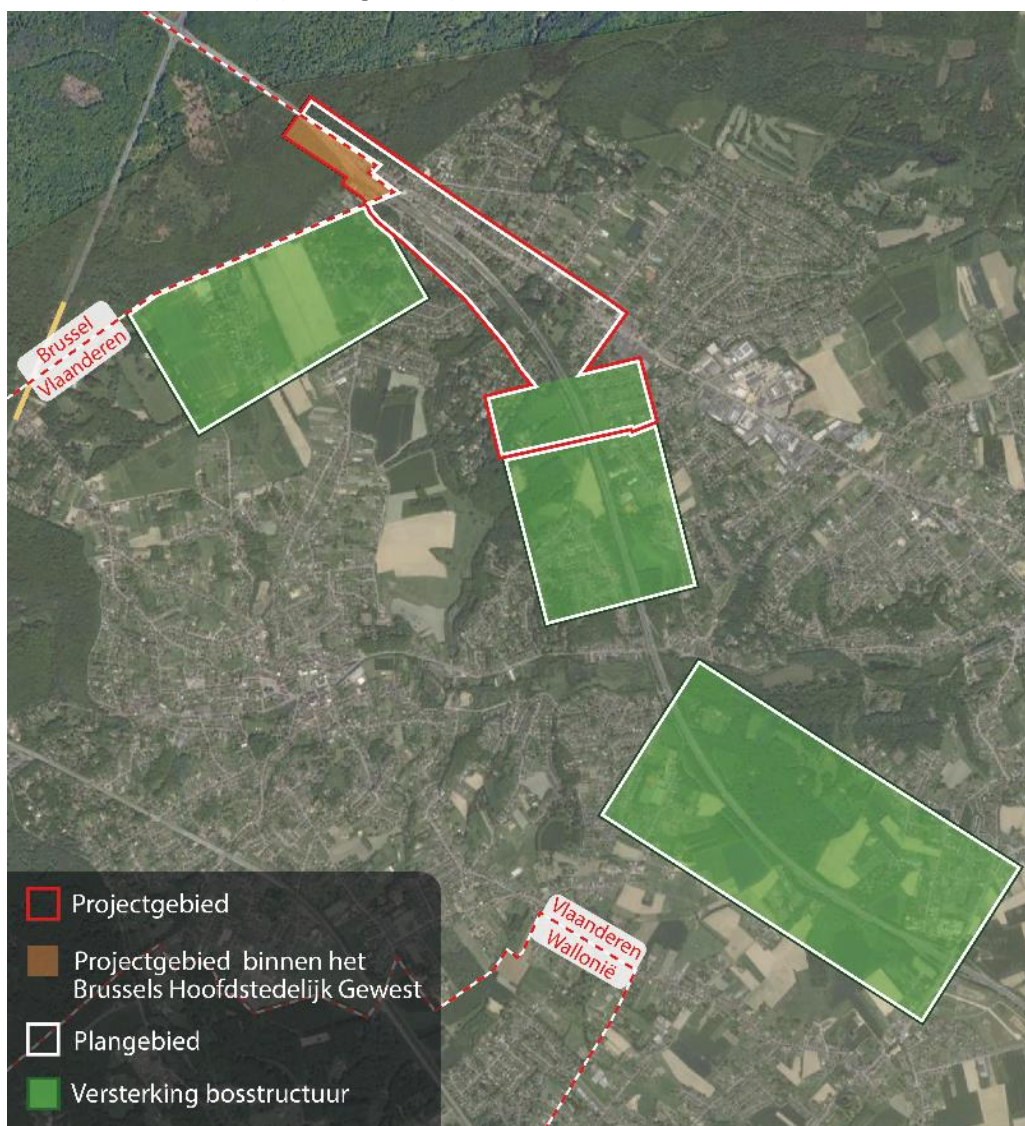 Brussel
Vlaanderen
Vlaanderen
Wallonië
Projectgebied
Projectgebied binnen het
Brussels Hoofdstedelijk Gewest
Plangebied
Versterking bosstructuur